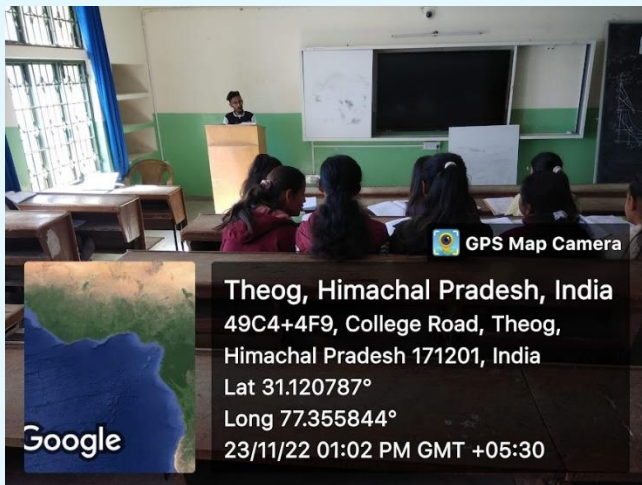 GPS Map Camera
Theog, Himachal Pradesh, India
49C4+4F9, College Road, Theog,
Himachal Pradesh 171201, India
Lat 31.120787°
Long 77.355844°
23/11/22 01:02 PM GMT +05:30
Google